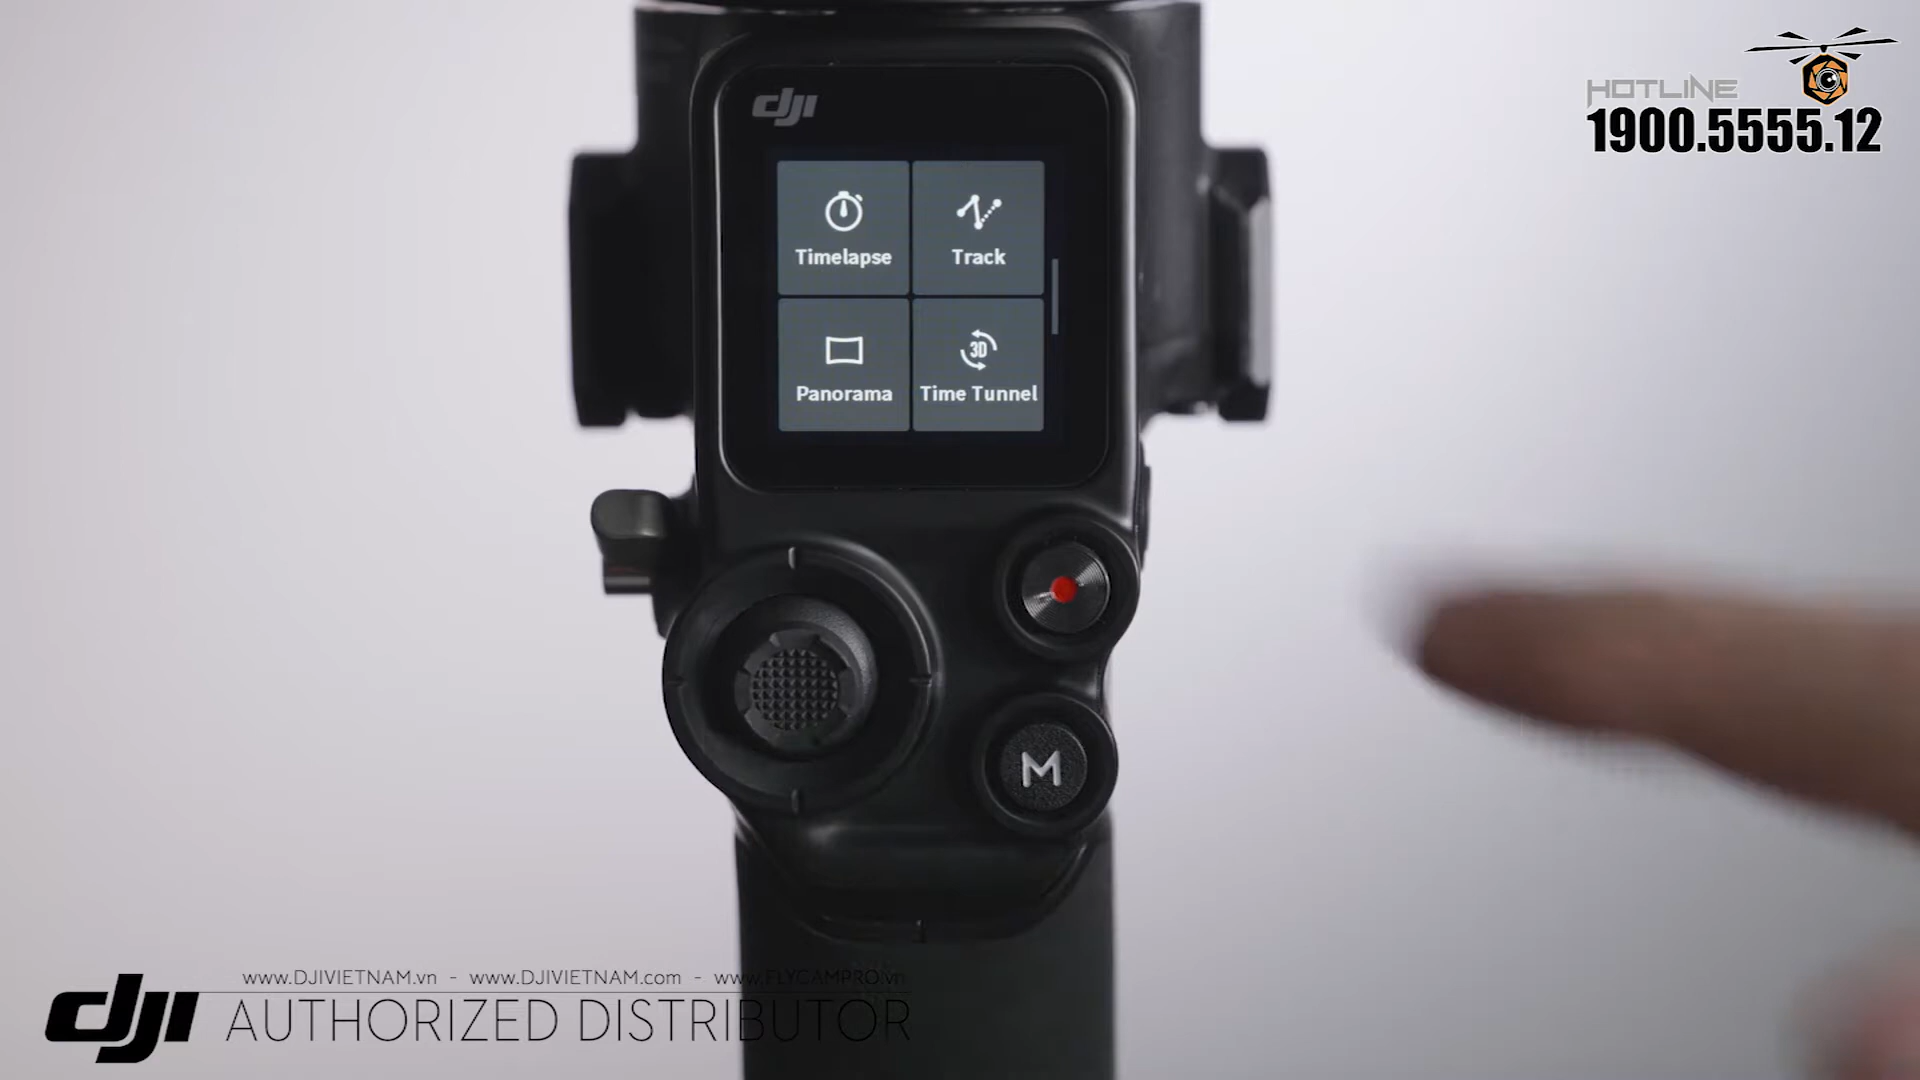 HOTLINE
1900.5555.12
dji
Timelapse
Track
Panorama
3D
Time Tunnel
M
www.DJIVIETNAM.vn - www.DJIVIETNAM.com - www.FLYCAMPRO.vn
dji AUTHORIZED DISTRIBUTOR